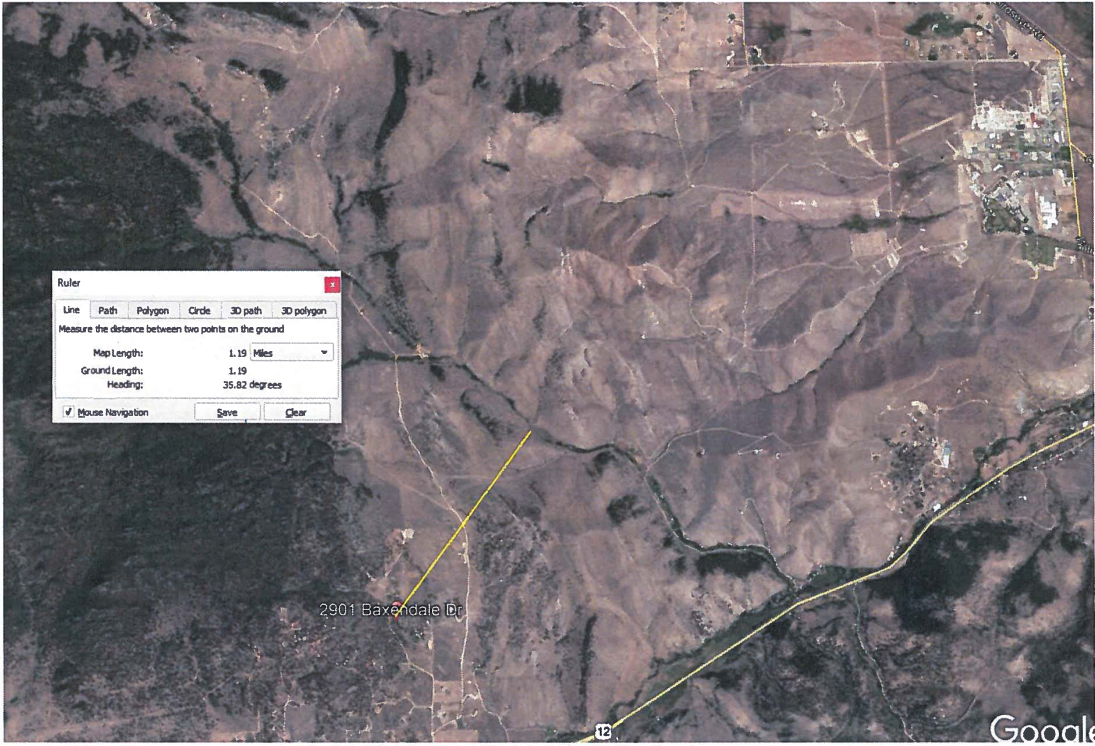 Ruler
x
Line Path Polygon Circle 3D path 3D polygon
Measure the distance between two points on the ground
Map Length: 1.19 Miles
Ground Length: 1.19
Heading: 35.82 degrees
Mouse Navigation Save Clear
2901 Baxendale Dr
12
Google